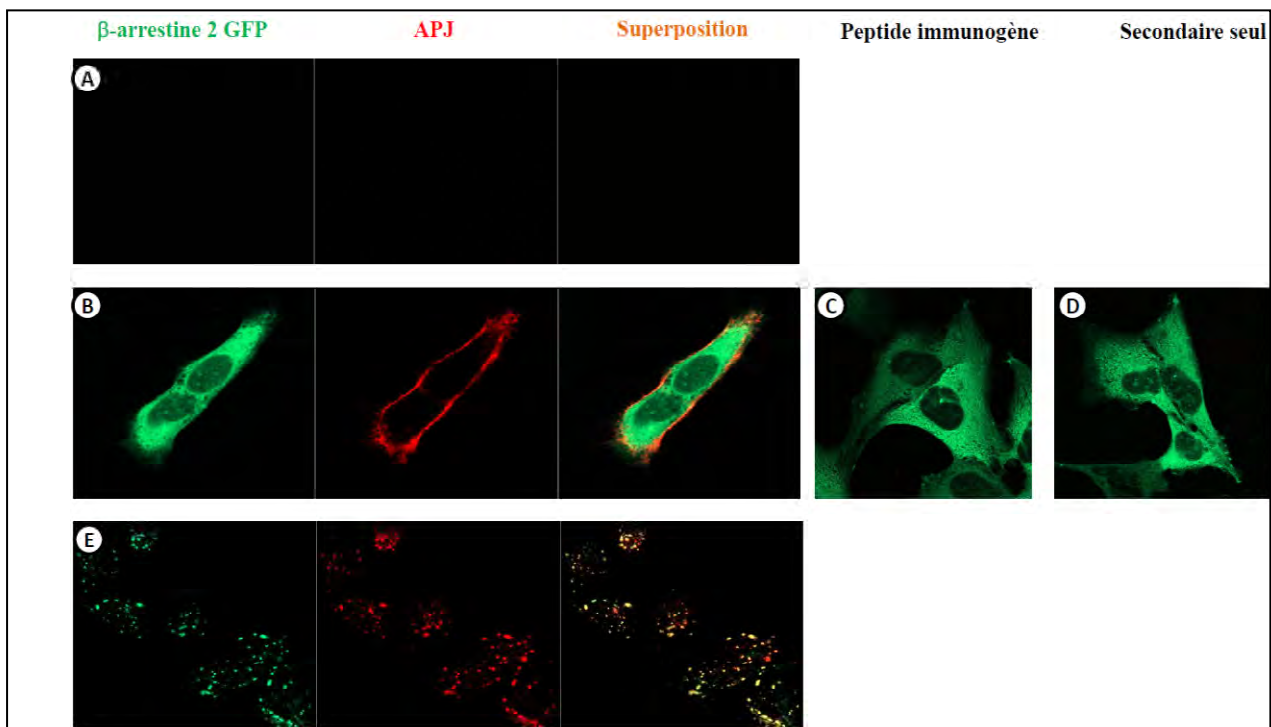 β-arrestine 2 GFP APJ Superposition Peptide immunogène Secondaire seul
A
B C D
E